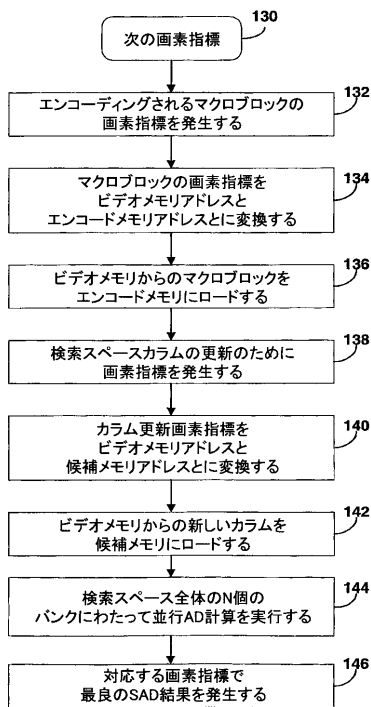 130
次の画素指標
132
エンコーディングされるマクロブロックの
画素指標を発生する
134
マクロブロックの画素指標を
ビデオメモリアドレスと
エンコードメモリアドレスとに変換する
136
ビデオメモリからのマクロブロックを
エンコードメモリにロードする
138
検索スペースカラムの更新のために
画素指標を発生する
140
カラム更新画素指標を
ビデオメモリアドレスと
候補メモリアドレスとに変換する
142
ビデオメモリからの新しいカラムを
候補メモリにロードする
144
検索スペース全体のN個の
バンクにわたって並行AD計算を実行する
146
対応する画素指標で
最良のSAD結果を発生する